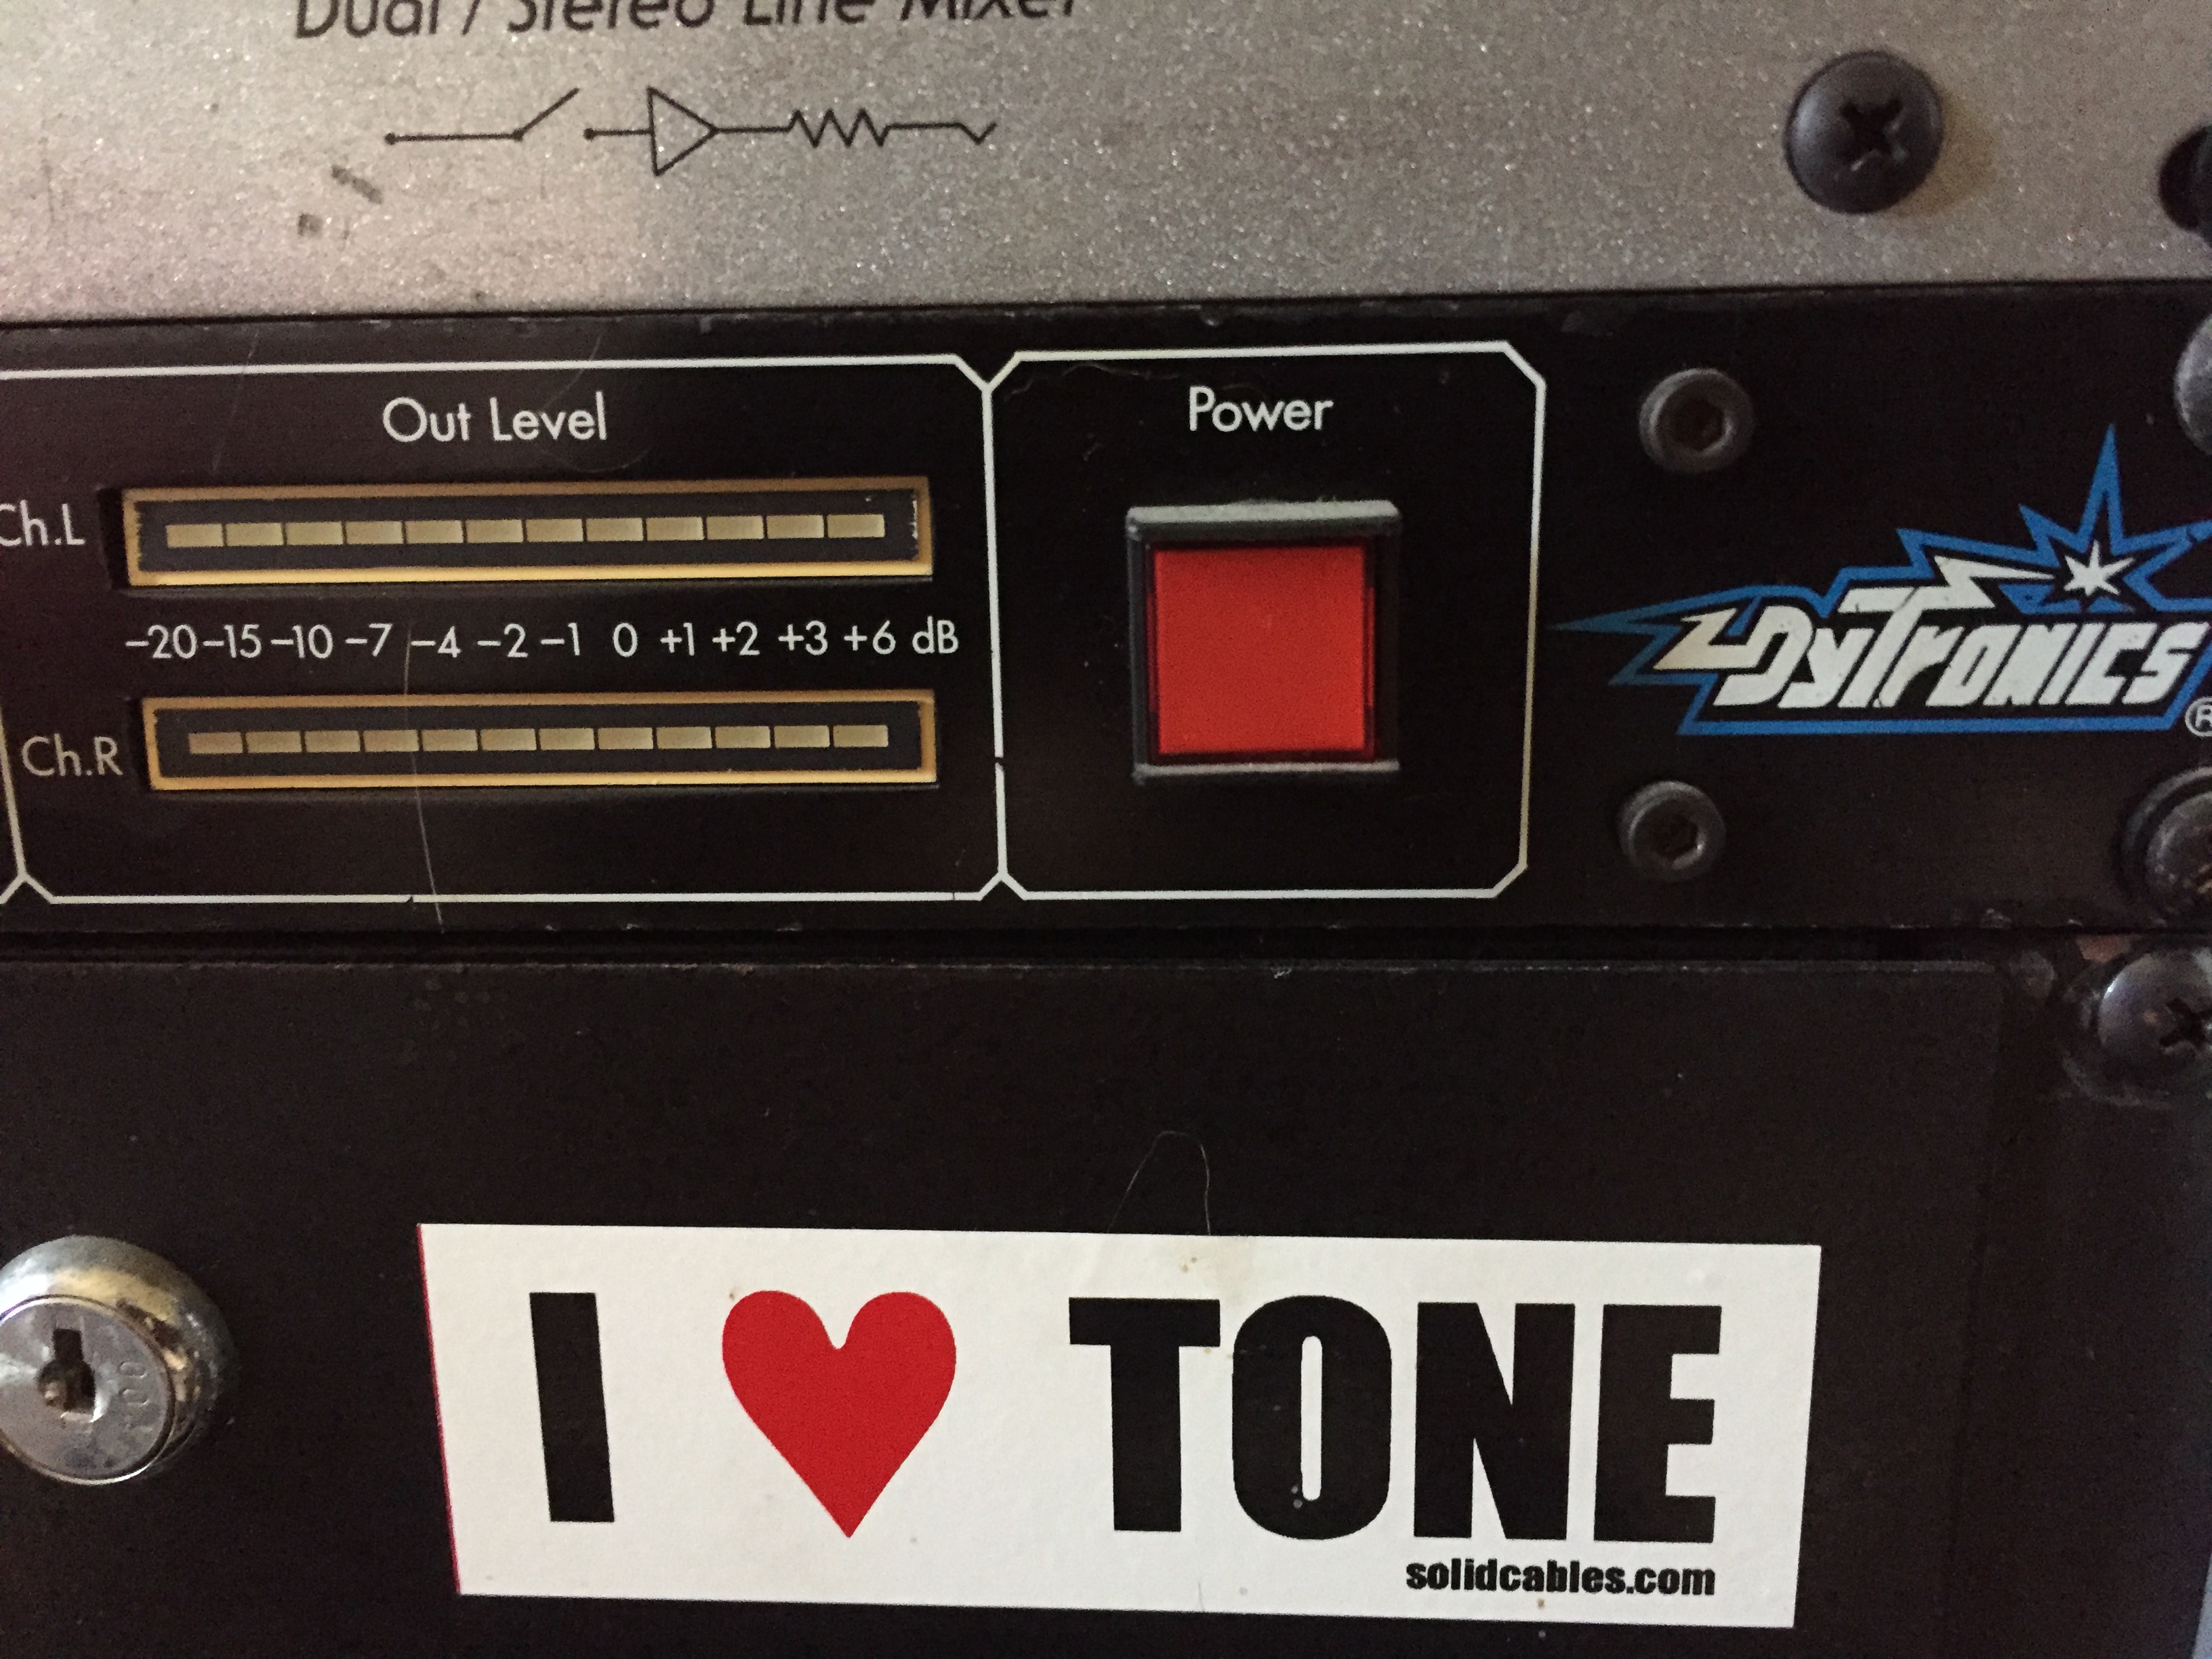 Dual / Stereo Line Mixer
Out Level
Power
Ch.L
-20 -15 -10 -7 -4 -2 -1 0 +1 +2 +3 +6 dB
DYTRONICS ®
Ch.R
I ♥ TONE
solidcables.com